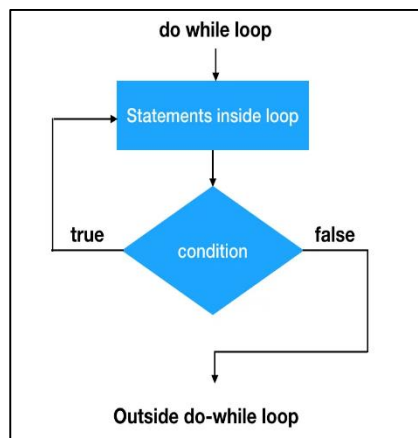 do while loop
Statements inside loop
true
false
condition
Outside do-while loop